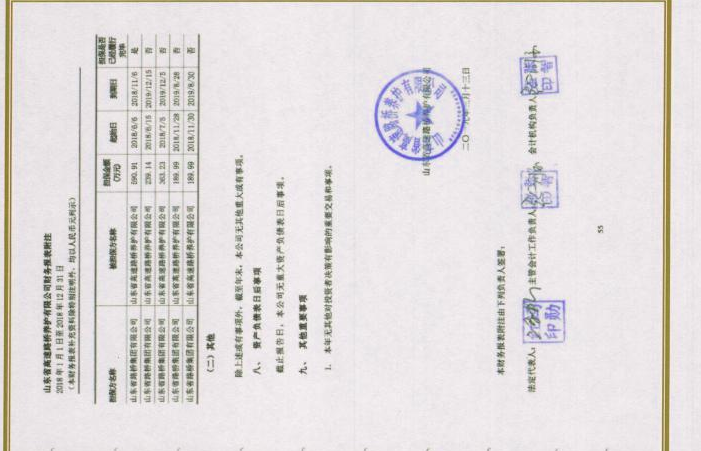 山东省高速路桥养护有限公司财务报表附注
2018年1月1日至2018年12月31日
(本财务报表补充资料除特别注明外,均以人民币元列示)
担保方名称 被担保方名称 担保金额(万元) 起始日 到期日 担保是否已经履行完毕
山东省路桥集团有限公司 山东省高速路桥养护有限公司 690.91 2018/6/6 2018/11/6 是
山东省路桥集团有限公司 山东省高速路桥养护有限公司 239.14 2018/6/15 2019/12/15 否
山东省路桥集团有限公司 山东省高速路桥养护有限公司 363.23 2018/7/5 2019/12/5 否
山东省路桥集团有限公司 山东省高速路桥养护有限公司 189.99 2018/11/28 2019/8/28 否
山东省路桥集团有限公司 山东省高速路桥养护有限公司 189.99 2018/11/30 2019/8/30 否
(二)其他
除上述或有事项外,截至年末,本公司无其他重大或有事项。
八、 资产负债表日后事项
截止报告日,本公司无重大资产负债表日后事项。
九、 其他重要事项
1、 本年无其他对投资者决策有影响的重要交易和事项。
山东省高速路桥养护有限公司
二〇一九年 月十三日
本财务报表附注由下列负责人签署:
法定代表人 主管会计工作负责人 会计机构负责人
印勋
55